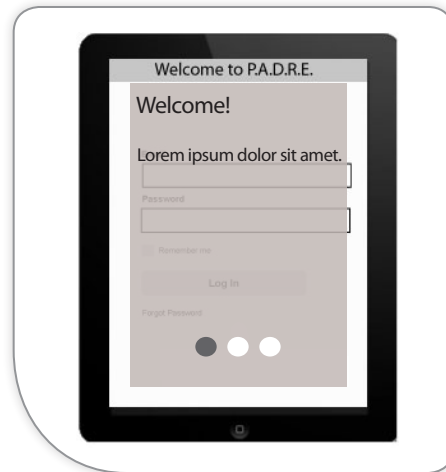 Welcome to P.A.D.R.E.
Welcome!
Lorem ipsum dolor sit amet.
Password
Remember me
Log In
Forgot Password